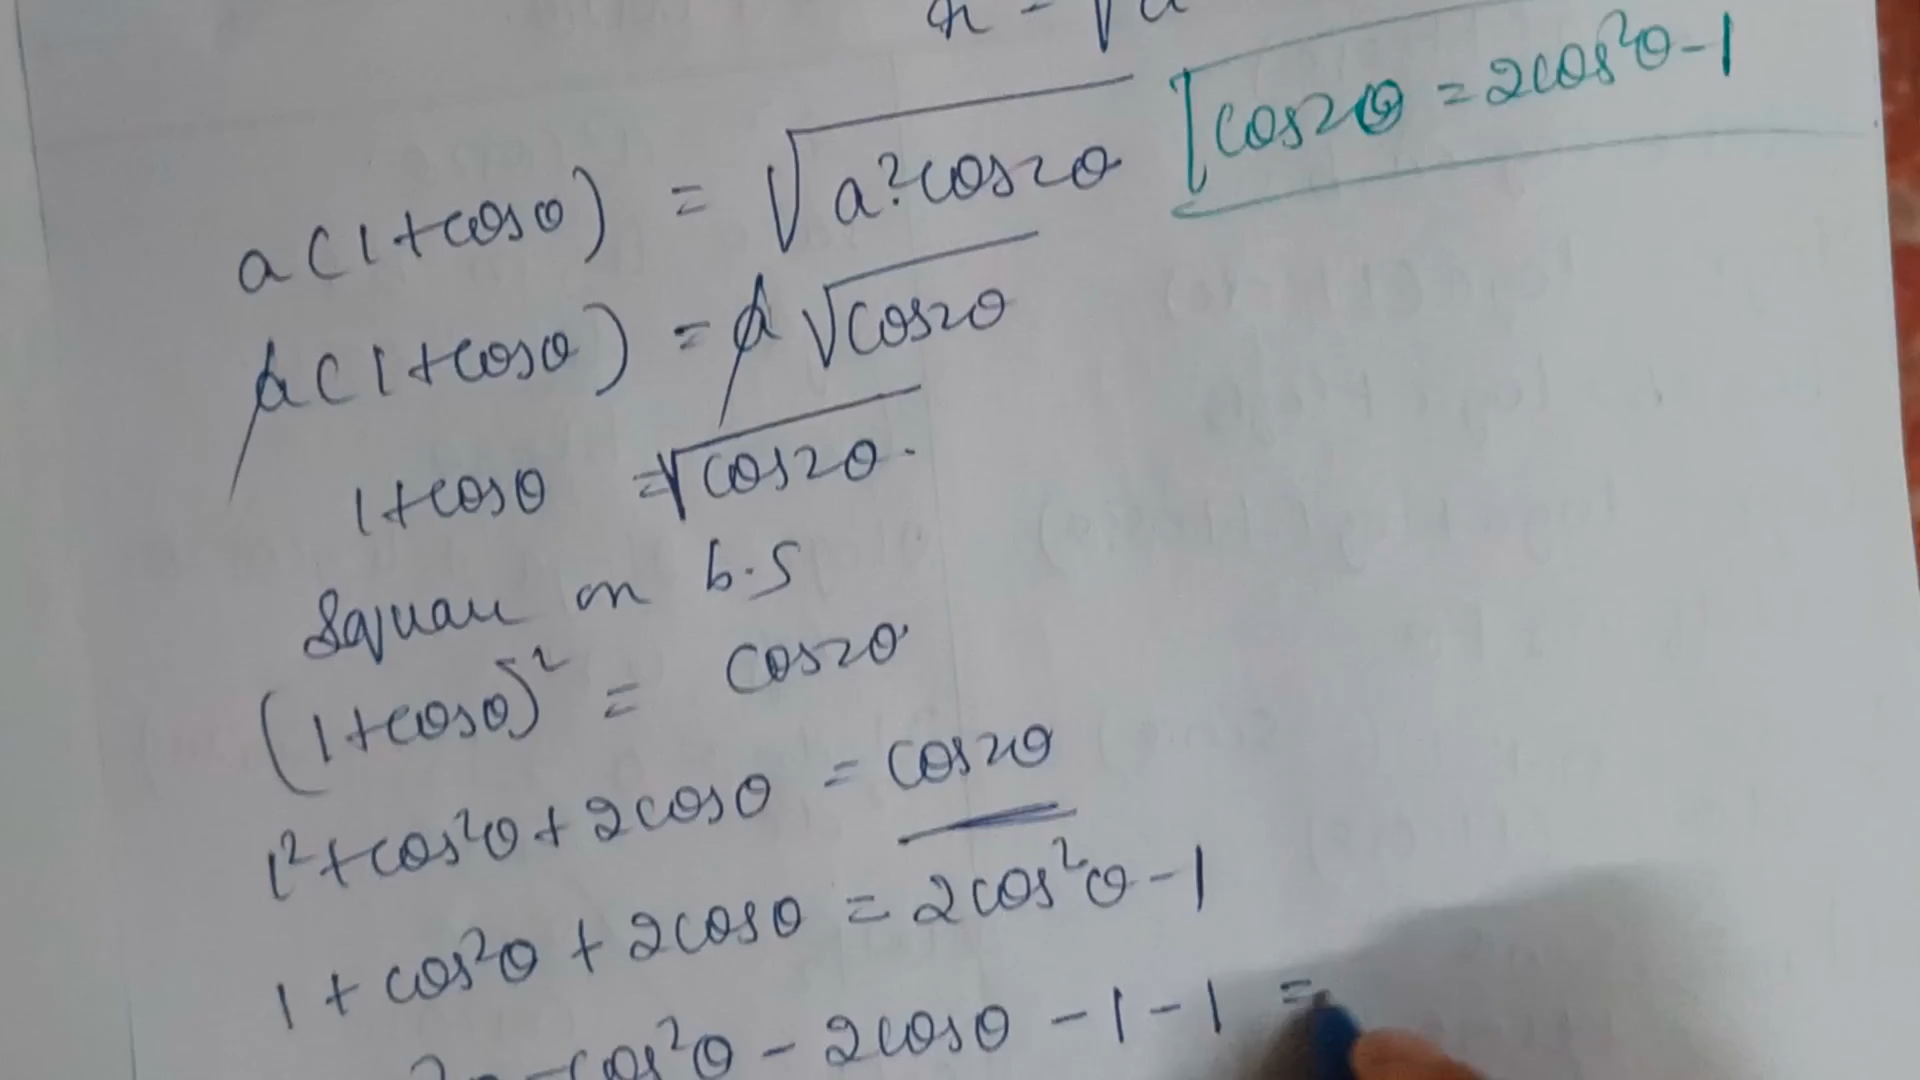 r = √a
[cos2θ = 2cos²θ-1
a(1+cosθ) = √a²cos2θ
a(1+cosθ) = a√cos2θ
1+cosθ = √cos2θ.
Square on b.s
(1+cosθ)² = cos2θ
1²+cos²θ+2cosθ = cos2θ
1+cos²θ+2cosθ = 2cos²θ-1
-cos²θ-2cosθ-1-1 =